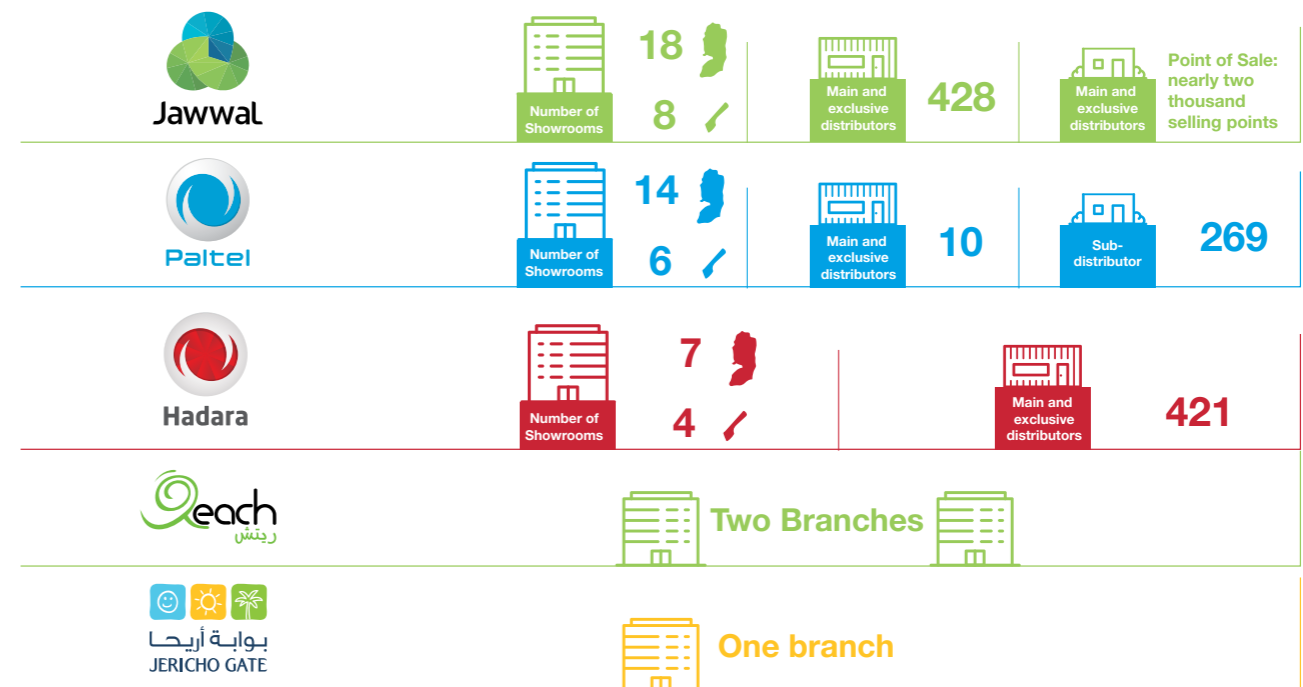 Jawwal
Number of
Showrooms
18
8
Main and
exclusive
distributors
428
Main and
exclusive
distributors
Point of Sale:
nearly two
thousand
selling points
Paltel
Number of
Showrooms
14
6
Main and
exclusive
distributors
10
Sub-
distributor
269
Hadara
Number of
Showrooms
7
4
Main and
exclusive
distributors
421
Reach
ريتش
Two Branches
بوابة أريحا
JERICHO GATE
One branch